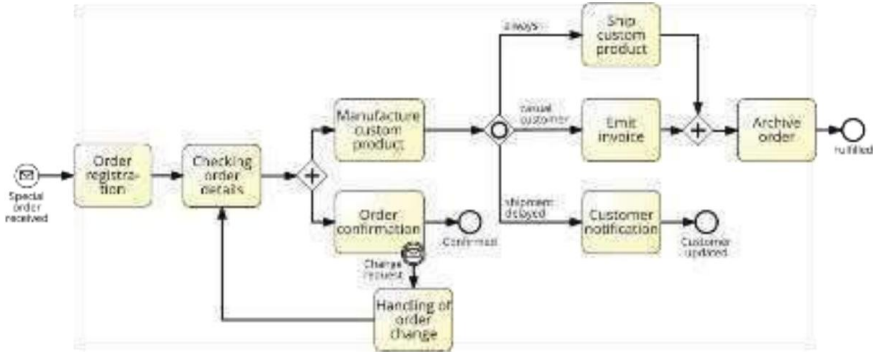 always
Ship
custom
product
Manufacture
custom
product
casual
customer
Emit
invoice
Archive
order
Fulfilled
Special
order
received
Order
registra-
tion
Checking
order
details
Order
confirmation
Confirmed
shipment
delayed
Customer
notification
Customer
updated
Change
request
Handling of
order
change